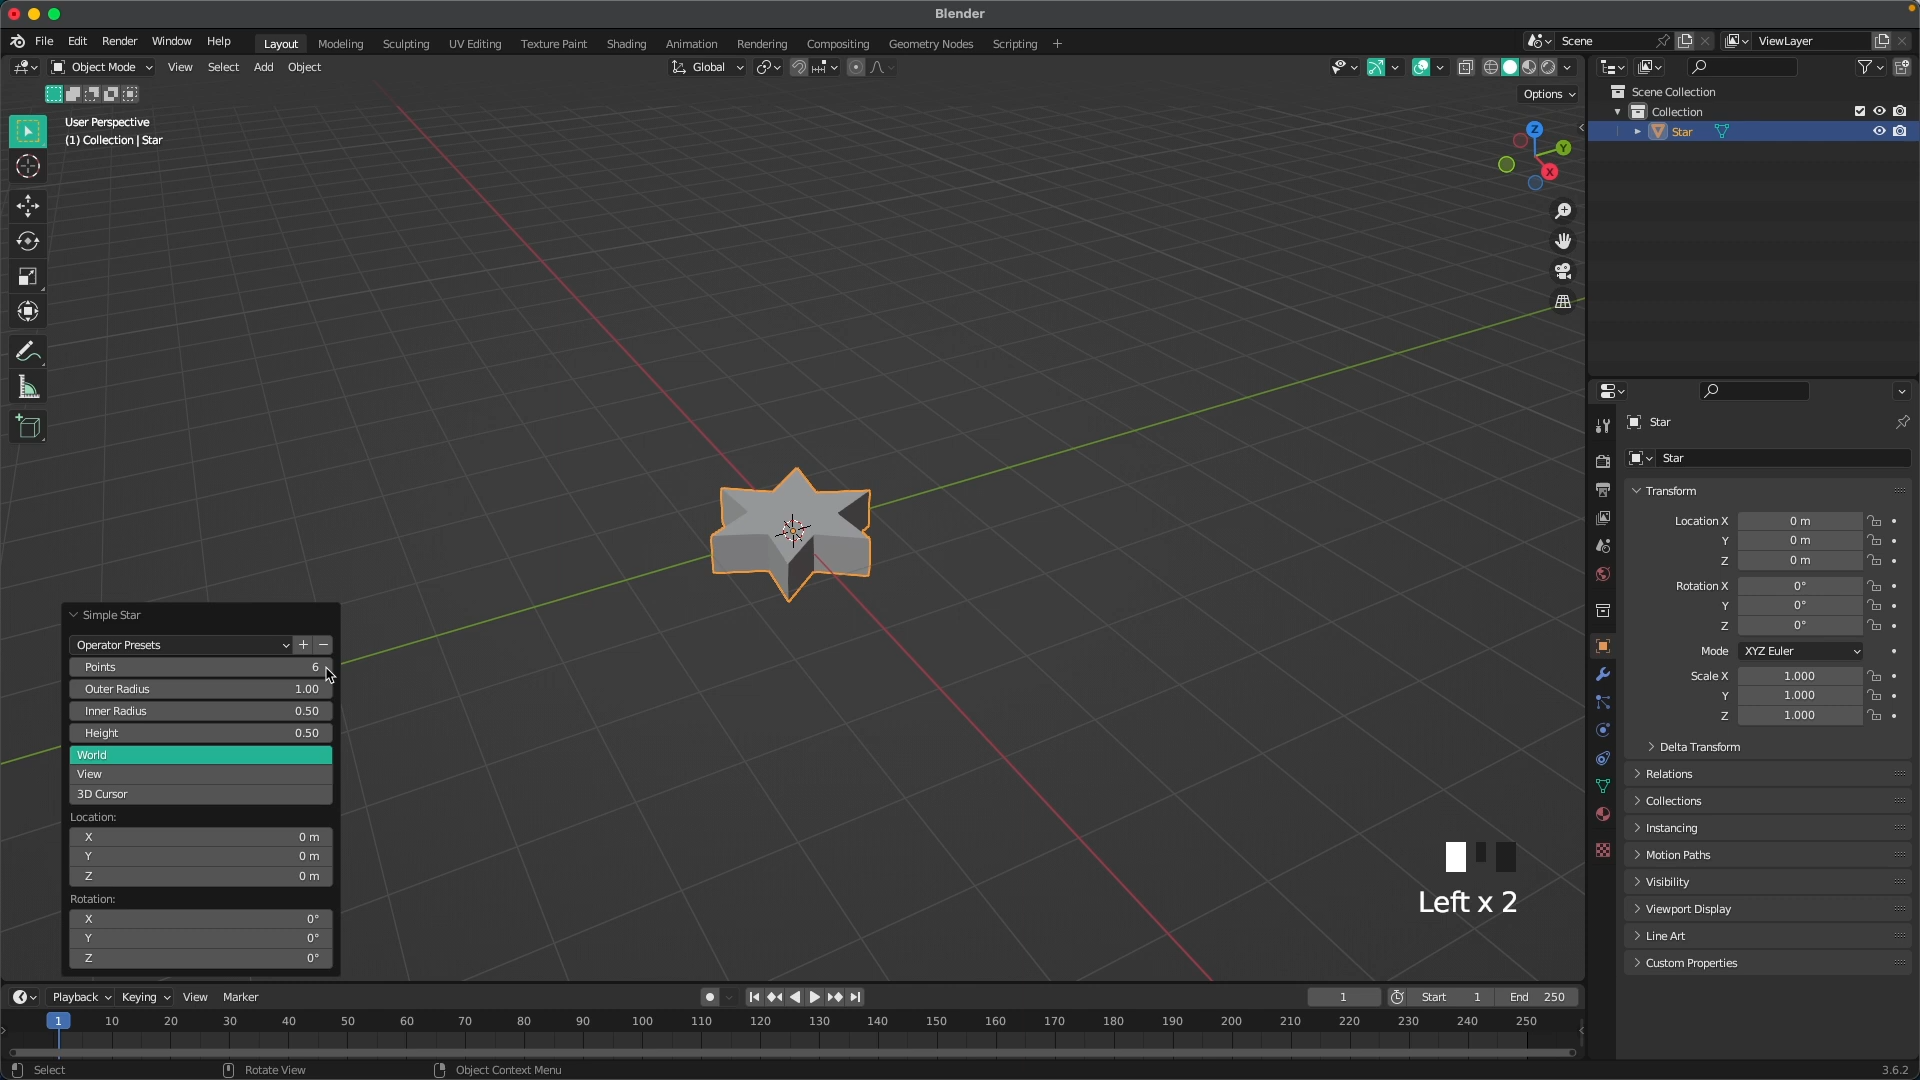 Blender
File Edit Render Window Help Layout Modeling Sculpting UV Editing Texture Paint Shading Animation Rendering Compositing Geometry Nodes Scripting + Scene ViewLayer
Object Mode View Select Add Object Global
Options
User Perspective
(1) Collection | Star
Z
Y
X
Scene Collection
Collection
Star
Star
Star
Transform
Location X 0 m
Y 0 m
Z 0 m
Rotation X 0°
Y 0°
Z 0°
Mode XYZ Euler
Scale X 1.000
Y 1.000
Z 1.000
Delta Transform
Relations
Collections
Instancing
Motion Paths
Visibility
Viewport Display
Line Art
Custom Properties
Simple Star
Operator Presets + −
Points 6
Outer Radius 1.00
Inner Radius 0.50
Height 0.50
World
View
3D Cursor
Location:
X 0 m
Y 0 m
Z 0 m
Rotation:
X 0°
Y 0°
Z 0°
Left x 2
Playback Keying View Marker 1 Start 1 End 250
1 10 20 30 40 50 60 70 80 90 100 110 120 130 140 150 160 170 180 190 200 210 220 230 240 250
Select Rotate View Object Context Menu 3.6.2